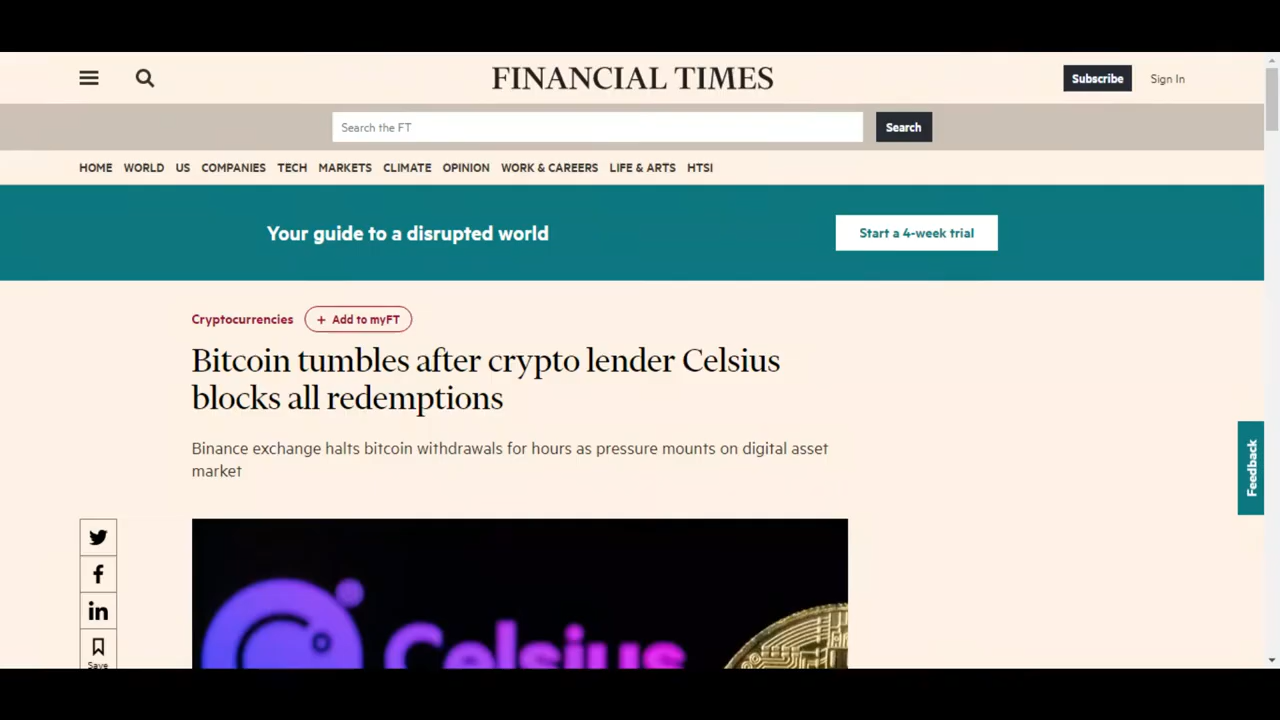 FINANCIAL TIMES
Subscribe
Sign In
Search the FT
Search
HOME WORLD US COMPANIES TECH MARKETS CLIMATE OPINION WORK & CAREERS LIFE & ARTS HTSI
Your guide to a disrupted world
Start a 4-week trial
Cryptocurrencies
+ Add to myFT
Bitcoin tumbles after crypto lender Celsius
blocks all redemptions
Binance exchange halts bitcoin withdrawals for hours as pressure mounts on digital asset
market
Feedback
Save
Celsius